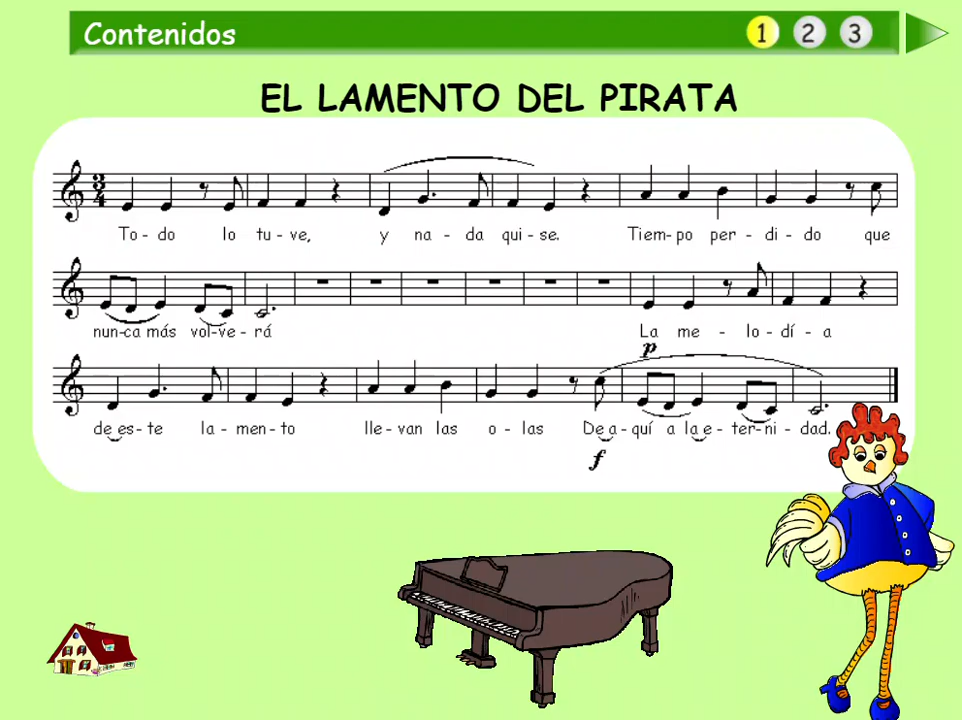 Contenidos 1 2 3
EL LAMENTO DEL PIRATA
3
4
To - do lo tu - ve, y na - da qui - se. Tiem - po per - di - do que
nun-ca más vol-ve - rá La me - lo - dí - a
p
de es - te la - men - to lle - van las o - las De a - quí a la e - ter - ni - dad.
f